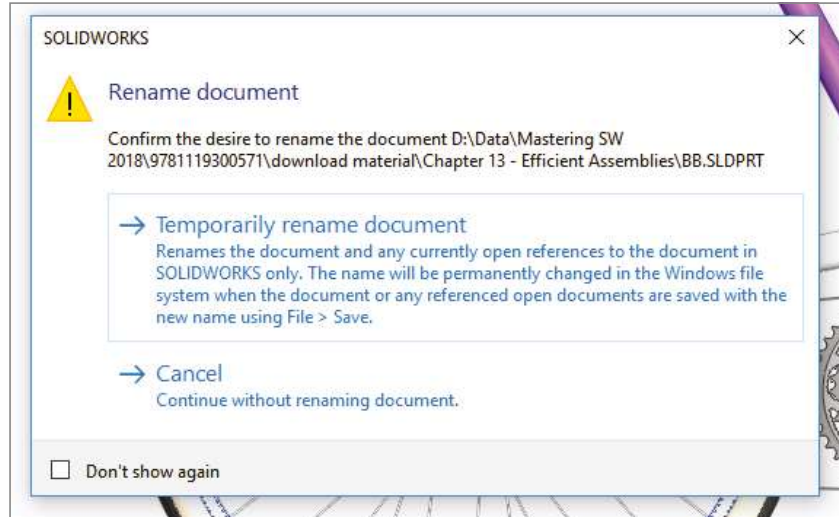 SOLIDWORKS
Rename document
Confirm the desire to rename the document D:\Data\Mastering SW
2018\9781119300571\download material\Chapter 13 - Efficient Assemblies\BB.SLDPRT
Temporarily rename document
Renames the document and any currently open references to the document in
SOLIDWORKS only. The name will be permanently changed in the Windows file
system when the document or any referenced open documents are saved with the
new name using File > Save.
Cancel
Continue without renaming document.
Don't show again